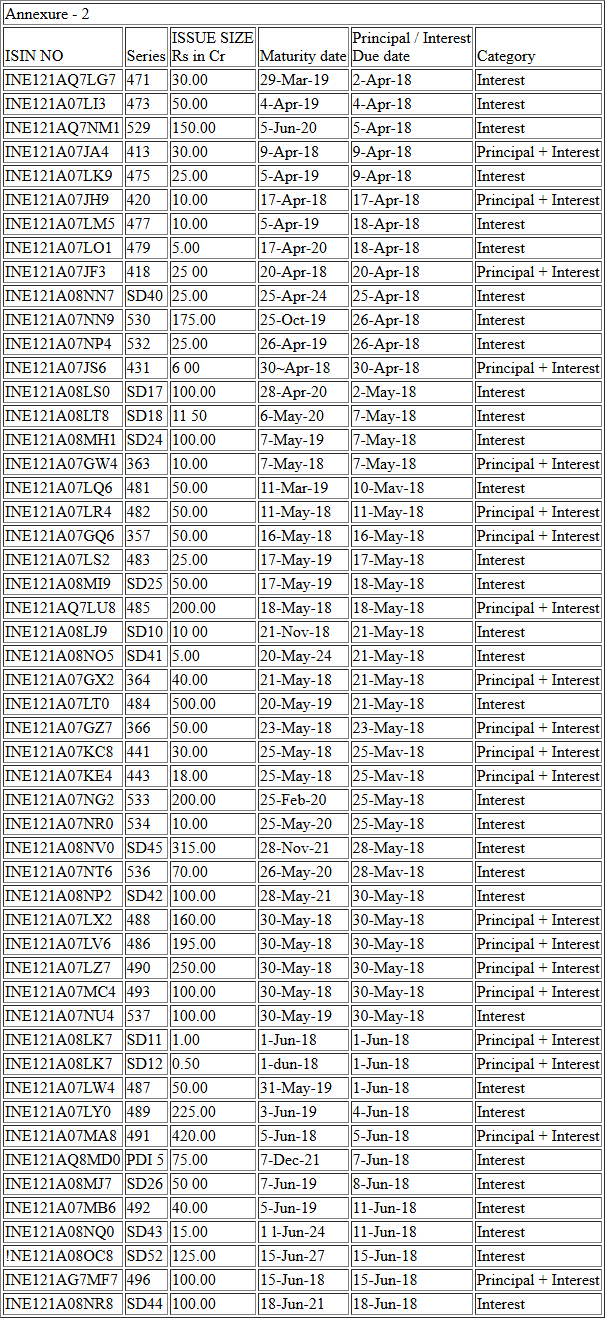 Annexure - 2
ISIN NO Series ISSUE SIZE Rs in Cr Maturity date Principal / Interest Due date Category
INE121AQ7LG7 471 30.00 29-Mar-19 2-Apr-18 Interest
INE121A07LI3 473 50.00 4-Apr-19 4-Apr-18 Interest
INE121AQ7NM1 529 150.00 5-Jun-20 5-Apr-18 Interest
INE121A07JA4 413 30.00 9-Apr-18 9-Apr-18 Principal + Interest
INE121A07LK9 475 25.00 5-Apr-19 9-Apr-18 Interest
INE121A07JH9 420 10.00 17-Apr-18 17-Apr-18 Principal + Interest
INE121A07LM5 477 10.00 5-Apr-19 18-Apr-18 Interest
INE121A07LO1 479 5.00 17-Apr-20 18-Apr-18 Interest
INE121A07JF3 418 25 00 20-Apr-18 20-Apr-18 Principal + Interest
INE121A08NN7 SD40 25.00 25-Apr-24 25-Apr-18 Interest
INE121A07NN9 530 175.00 25-Oct-19 26-Apr-18 Interest
INE121A07NP4 532 25.00 26-Apr-19 26-Apr-18 Interest
INE121A07JS6 431 6 00 30~Apr-18 30-Apr-18 Principal + Interest
INE121A08LS0 SD17 100.00 28-Apr-20 2-May-18 Interest
INE121A08LT8 SD18 11 50 6-May-20 7-May-18 Interest
INE121A08MH1 SD24 100.00 7-May-19 7-May-18 Interest
INE121A07GW4 363 10.00 7-May-18 7-May-18 Principal + Interest
INE121A07LQ6 481 50.00 11-Mar-19 10-Mav-18 Interest
INE121A07LR4 482 50.00 11-May-18 11-May-18 Principal + Interest
INE121A07GQ6 357 50.00 16-May-18 16-May-18 Principal + Interest
INE121A07LS2 483 25.00 17-May-19 17-May-18 Interest
INE121A08MI9 SD25 50.00 17-May-19 18-May-18 Interest
INE121AQ7LU8 485 200.00 18-May-18 18-May-18 Principal + Interest
INE121A08LJ9 SD10 10 00 21-Nov-18 21-May-18 Interest
INE121A08NO5 SD41 5.00 20-May-24 21-May-18 Interest
INE121A07GX2 364 40.00 21-May-18 21-May-18 Principal + Interest
INE121A07LT0 484 500.00 20-May-19 21-May-18 Interest
INE121A07GZ7 366 50.00 23-May-18 23-May-18 Principal + Interest
INE121A07KC8 441 30.00 25-May-18 25-Mav-18 Principal + Interest
INE121A07KE4 443 18.00 25-May-18 25-Mav-18 Principal + Interest
INE121A07NG2 533 200.00 25-Feb-20 25-May-18 Interest
INE121A07NR0 534 10.00 25-May-20 25-May-18 Interest
INE121A08NV0 SD45 315.00 28-Nov-21 28-May-18 Interest
INE121A07NT6 536 70.00 26-May-20 28-Mav-18 Interest
INE121A08NP2 SD42 100.00 28-May-21 30-May-18 Interest
INE121A07LX2 488 160.00 30-May-18 30-May-18 Principal + Interest
INE121A07LV6 486 195.00 30-May-18 30-May-18 Principal + Interest
INE121A07LZ7 490 250.00 30-May-18 30-May-18 Principal + Interest
INE121A07MC4 493 100.00 30-May-18 30-May-18 Principal + Interest
INE121A07NU4 537 100.00 30-May-19 30-May-18 Interest
INE121A08LK7 SD11 1.00 1-Jun-18 1-Jun-18 Principal + Interest
INE121A08LK7 SD12 0.50 1-dun-18 1-Jun-18 Principal + Interest
INE121A07LW4 487 50.00 31-May-19 1-Jun-18 Interest
INE121A07LY0 489 225.00 3-Jun-19 4-Jun-18 Interest
INE121A07MA8 491 420.00 5-Jun-18 5-Jun-18 Principal + Interest
INE121AQ8MD0 PDI 5 75.00 7-Dec-21 7-Jun-18 Interest
INE121A08MJ7 SD26 50 00 7-Jun-19 8-Jun-18 Interest
INE121A07MB6 492 40.00 5-Jun-19 11-Jun-18 Interest
INE121A08NQ0 SD43 15.00 1 l-Jun-24 11-Jun-18 Interest
!NE121A08OC8 SD52 125.00 15-Jun-27 15-Jun-18 Interest
INE121AG7MF7 496 100.00 15-Jun-18 15-Jun-18 Principal + Interest
INE121A08NR8 SD44 100.00 18-Jun-21 18-Jun-18 Interest